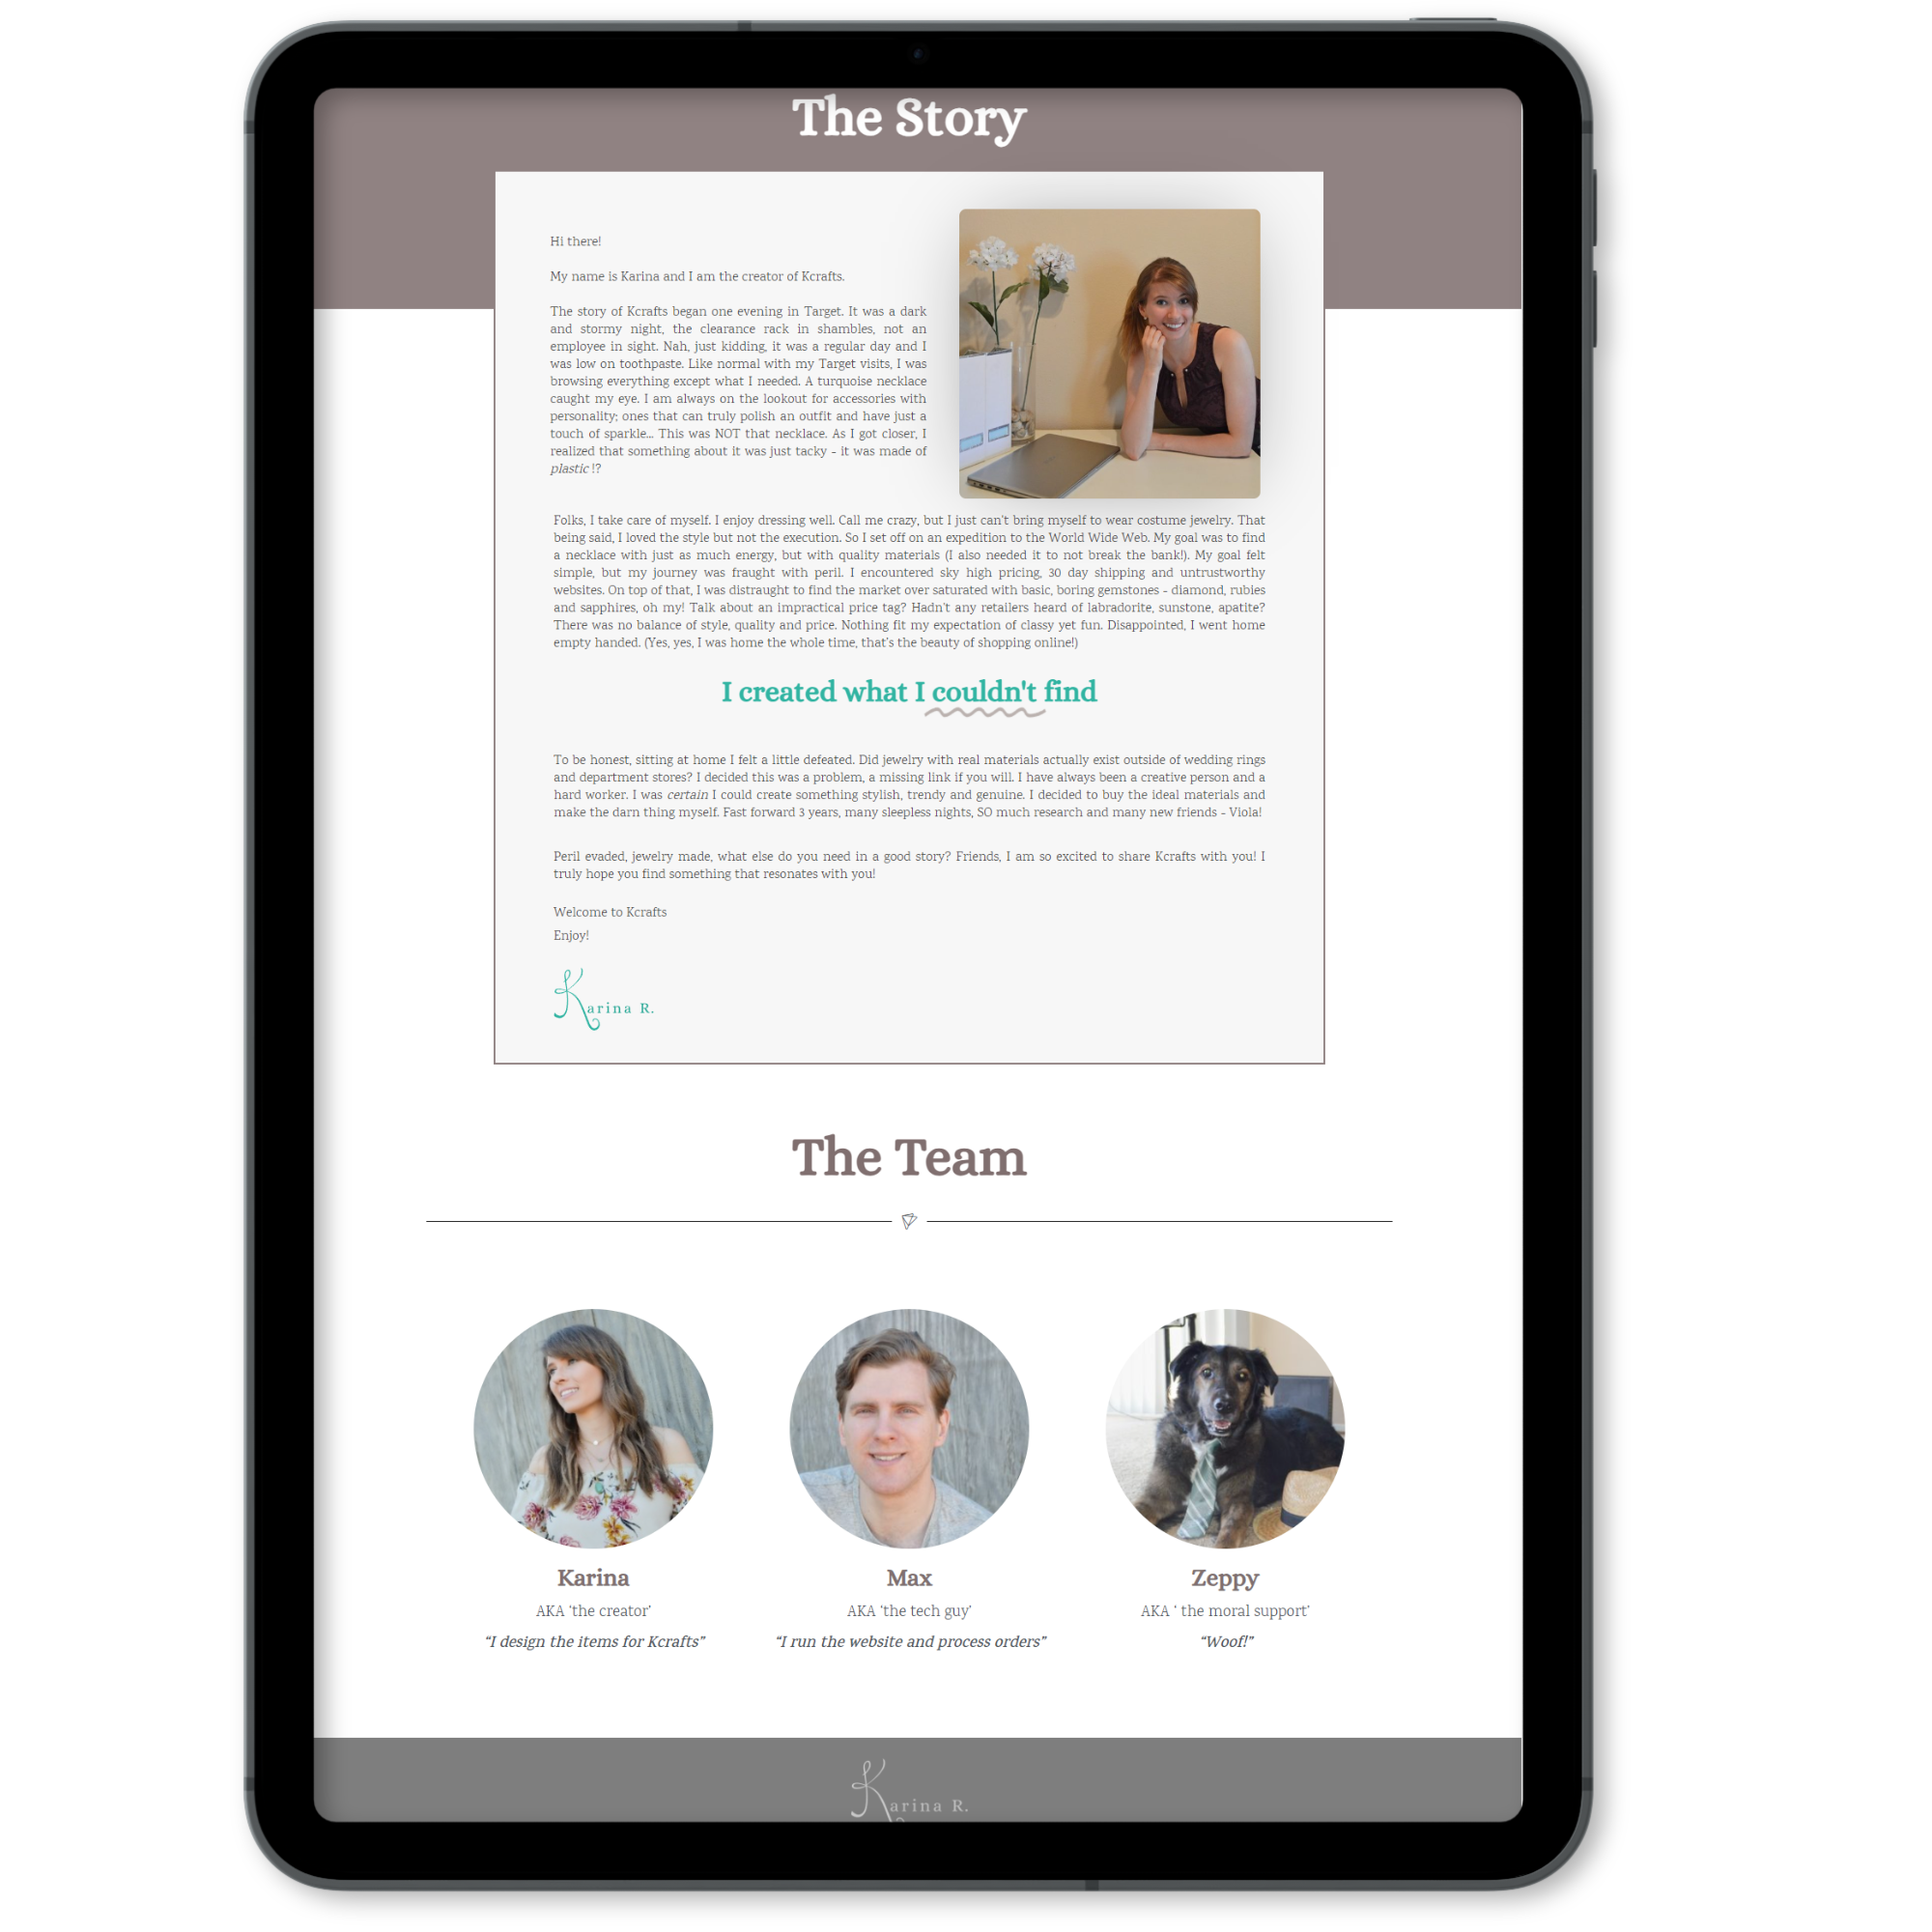 The Story
Hi there!
My name is Karina and I am the creator of Kcrafts.
The story of Kcrafts began one evening in Target. It was a dark
and stormy night, the clearance rack in shambles, not an
employee in sight. Nah, just kidding, it was a regular day and I
was low on toothpaste. Like normal with my Target visits, I was
browsing everything except what I needed. A turquoise necklace
caught my eye. I am always on the lookout for accessories with
personality; ones that can truly polish an outfit and have just a
touch of sparkle... This was NOT that necklace. As I got closer, I
realized that something about it was just tacky - it was made of
plastic !?
Folks, I take care of myself. I enjoy dressing well. Call me crazy, but I just can't bring myself to wear costume jewelry. That
being said, I loved the style but not the execution. So I set off on an expedition to the World Wide Web. My goal was to find
a necklace with just as much energy, but with quality materials (I also needed it to not break the bank!). My goal felt
simple, but my journey was fraught with peril. I encountered sky high pricing, 30 day shipping and untrustworthy
websites. On top of that, I was distraught to find the market over saturated with basic, boring gemstones - diamond, rubies
and sapphires, oh my! Talk about an impractical price tag? Hadn't any retailers heard of labradorite, sunstone, apatite?
There was no balance of style, quality and price. Nothing fit my expectation of classy yet fun. Disappointed, I went home
empty handed. (Yes, yes, I was home the whole time, that's the beauty of shopping online!)
I created what I couldn't find
To be honest, sitting at home I felt a little defeated. Did jewelry with real materials actually exist outside of wedding rings
and department stores? I decided this was a problem, a missing link if you will. I have always been a creative person and a
hard worker. I was certain I could create something stylish, trendy and genuine. I decided to buy the ideal materials and
make the darn thing myself. Fast forward 3 years, many sleepless nights, SO much research and many new friends - Viola!
Peril evaded, jewelry made, what else do you need in a good story? Friends, I am so excited to share Kcrafts with you! I
truly hope you find something that resonates with you!
Welcome to Kcrafts
Enjoy!
Karina R.
The Team
Karina
AKA 'the creator'
"I design the items for Kcrafts"
Max
AKA 'the tech guy'
"I run the website and process orders"
Zeppy
AKA ' the moral support'
"Woof!"
Karina R.